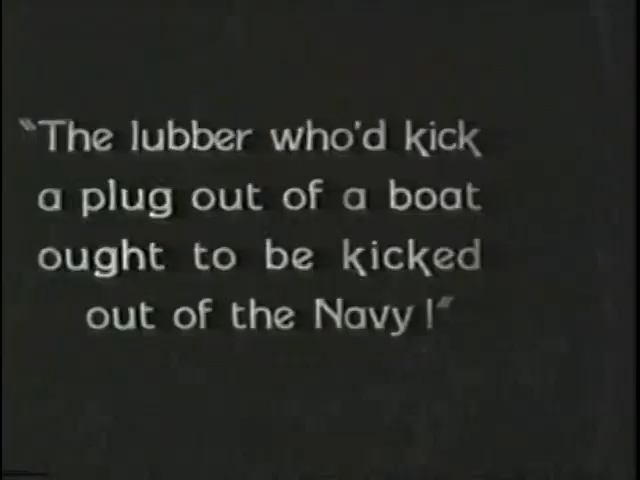 "The lubber who'd kick
a plug out of a boat
ought to be kicked
out of the Navy!"